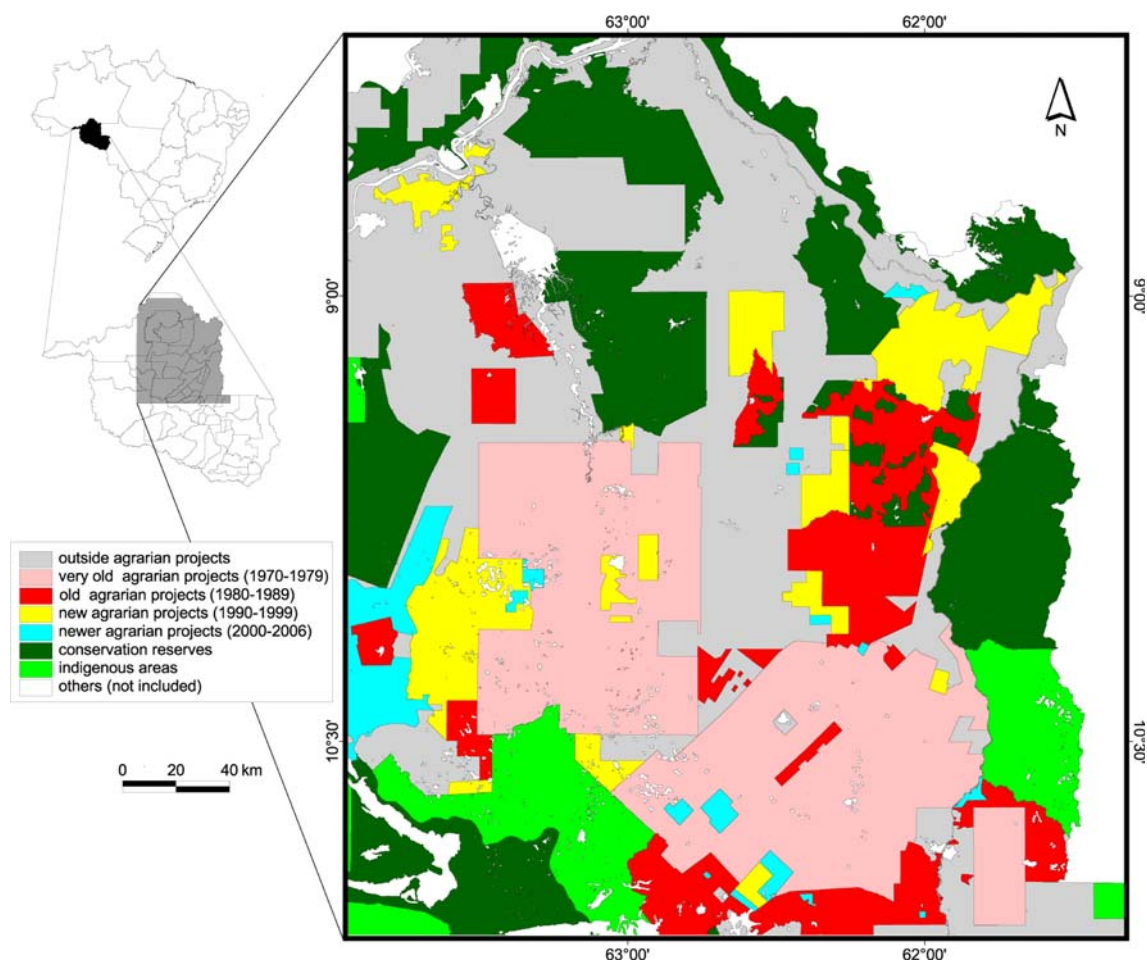 63°00'
62°00'
N
9°00'
9°00'
outside agrarian projects
very old agrarian projects (1970-1979)
old agrarian projects (1980-1989)
new agrarian projects (1990-1999)
newer agrarian projects (2000-2006)
conservation reserves
indigenous areas
others (not included)
10°30'
10°30'
0 20 40 km
63°00'
62°00'